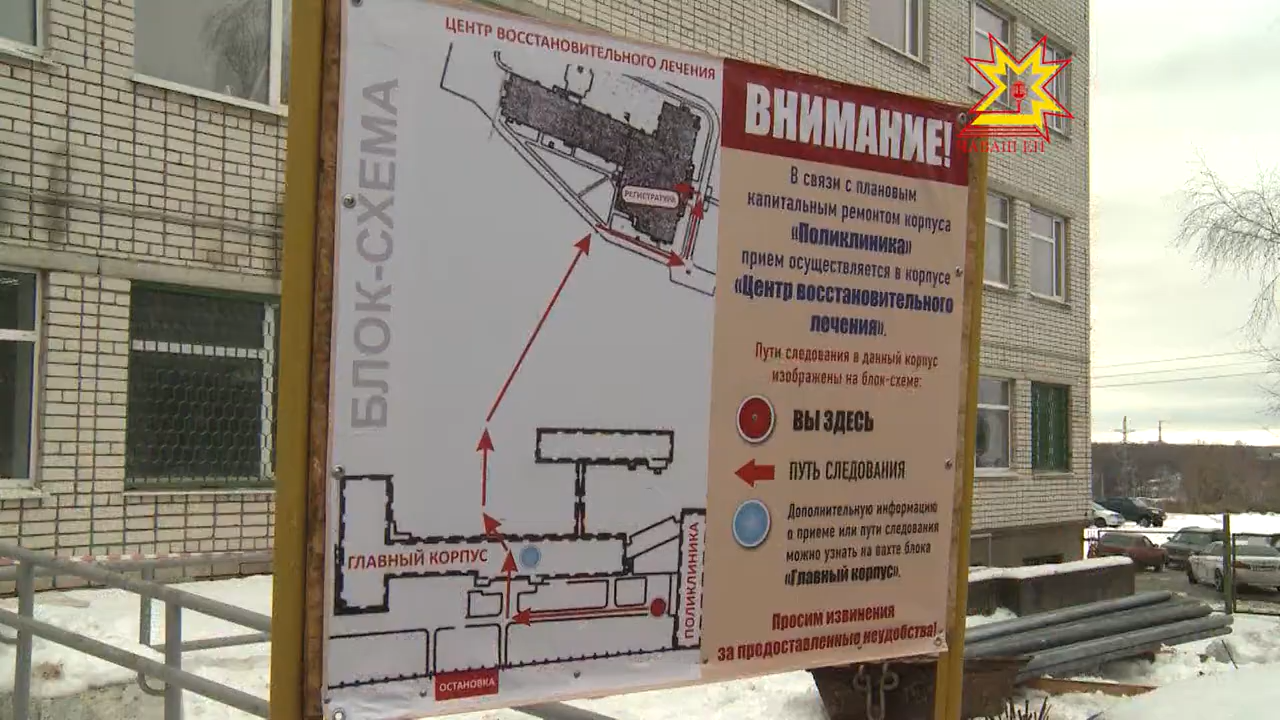 ЦЕНТР ВОССТАНОВИТЕЛЬНОГО ЛЕЧЕНИЯ
БЛОК-СХЕМА
РЕГИСТРАТУРА
ГЛАВНЫЙ КОРПУС
ПОЛИКЛИНИКА
ОСТАНОВКА
ВНИМАНИЕ!
В связи с плановым
капитальным ремонтом корпуса
«Поликлиника»
прием осуществляется в корпусе
«Центр восстановительного
лечения».
Пути следования в данный корпус
изображены на блок-схеме:
ВЫ ЗДЕСЬ
ПУТЬ СЛЕДОВАНИЯ
Дополнительную информацию
о приеме или пути следования
можно узнать на вахте блока
«Главный корпус».
Просим извинения
за предоставленные неудобства!
ЧӐВАШ ЕН